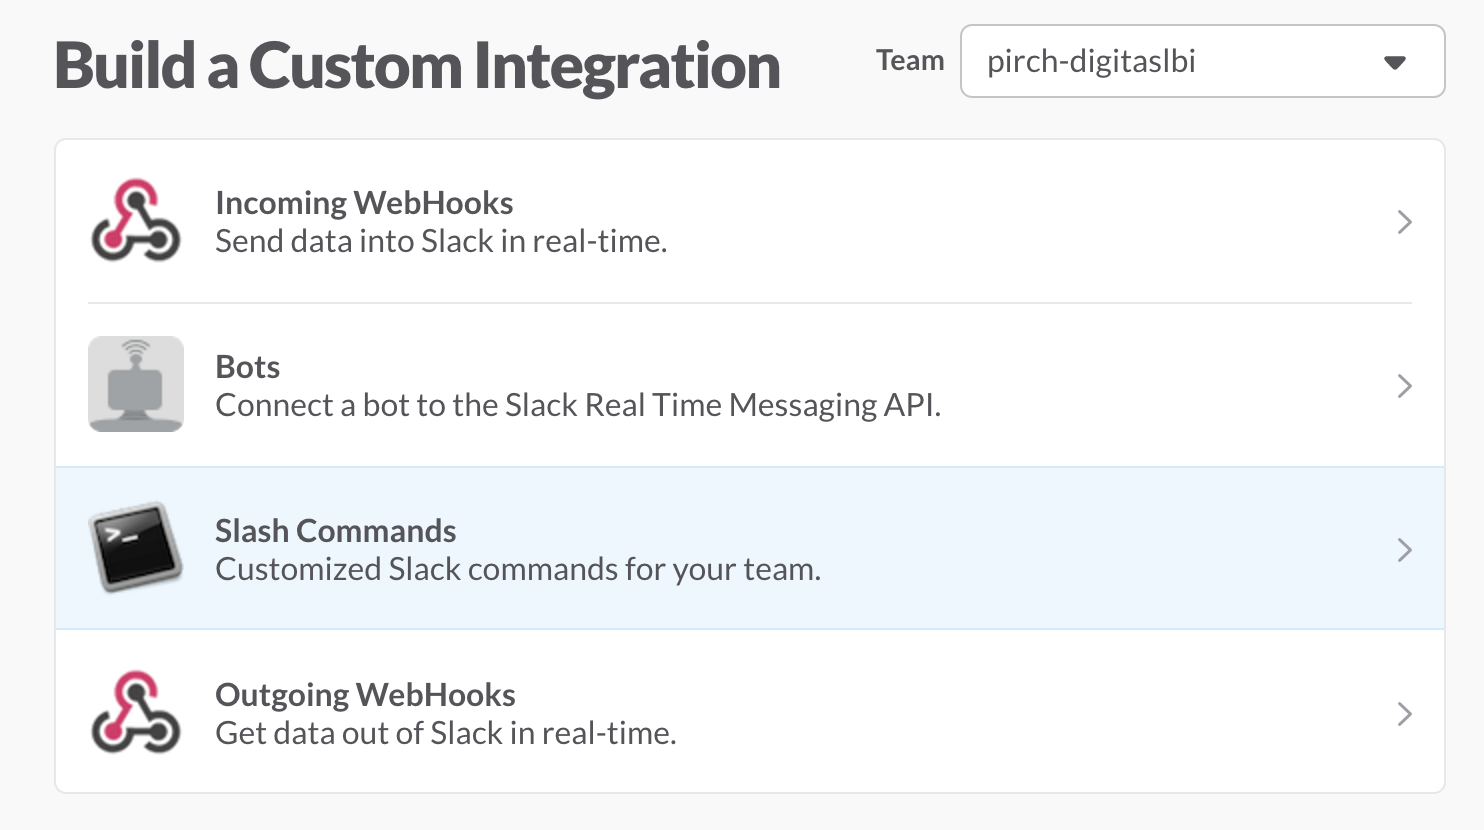 Build a Custom Integration
Team
pirch-digitaslbi
Incoming WebHooks
Send data into Slack in real-time.
Bots
Connect a bot to the Slack Real Time Messaging API.
>_
Slash Commands
Customized Slack commands for your team.
Outgoing WebHooks
Get data out of Slack in real-time.